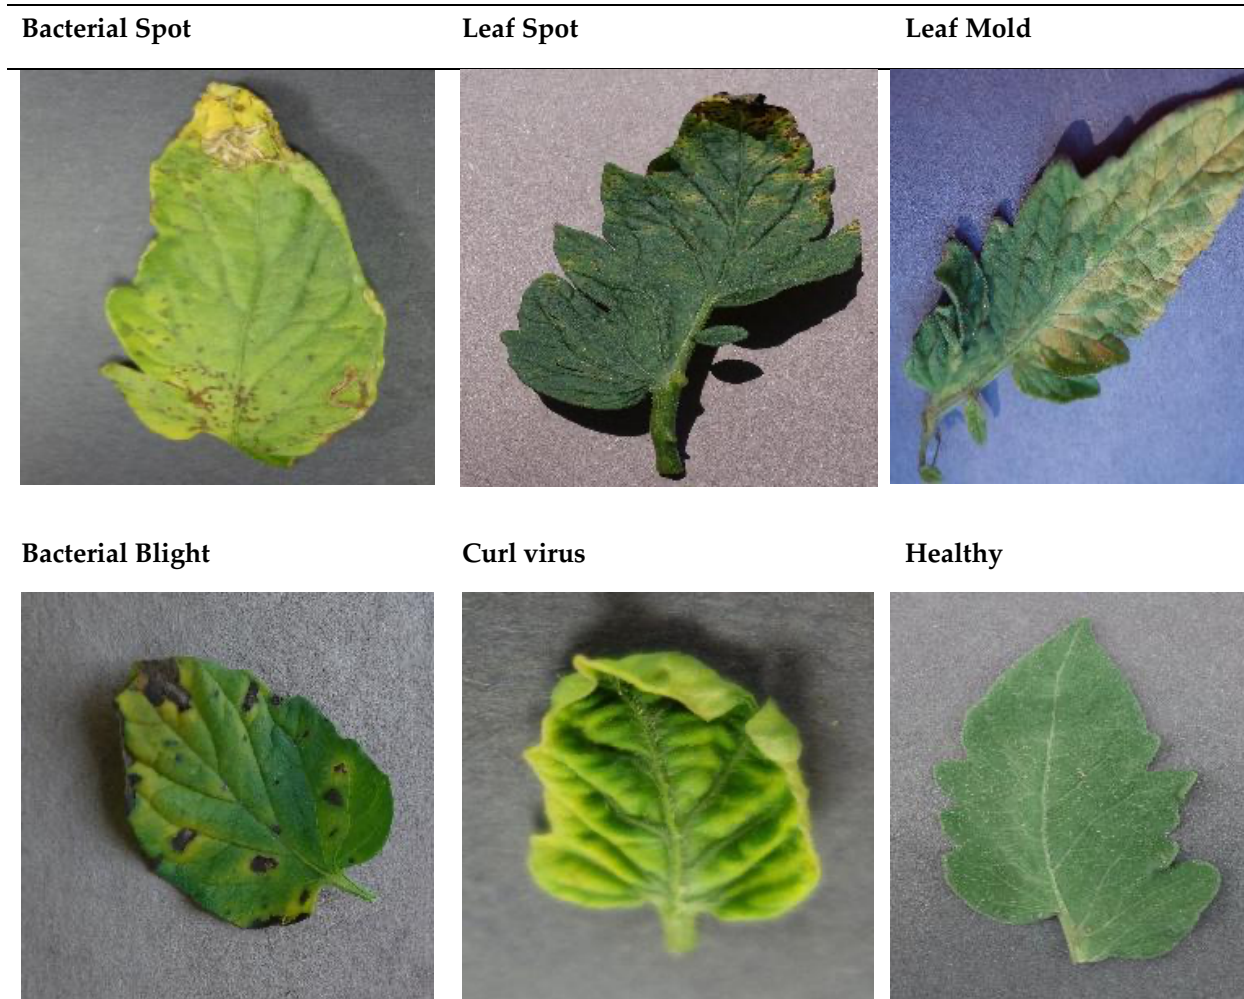 Bacterial Spot
Leaf Spot
Leaf Mold
Bacterial Blight
Curl virus
Healthy